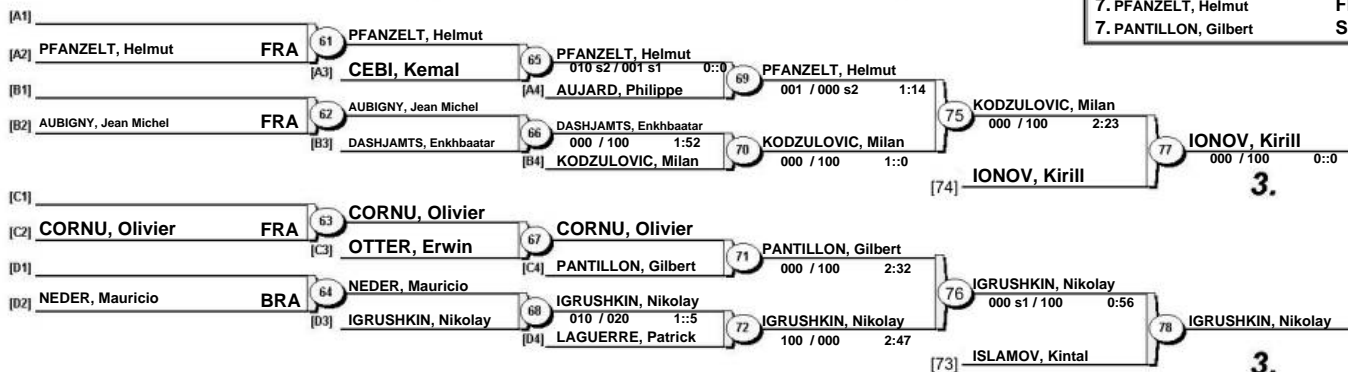 7. PFANZELT, Helmut F
7. PANTILLON, Gilbert S
[A1]
[A2] PFANZELT, Helmut FRA
61 PFANZELT, Helmut
[A3] CEBI, Kemal
65 PFANZELT, Helmut
010 s2 / 001 s1 0::0
[A4] AUJARD, Philippe
69 PFANZELT, Helmut
001 / 000 s2 1:14
[B1]
[B2] AUBIGNY, Jean Michel FRA
62 AUBIGNY, Jean Michel
[B3] DASHJAMTS, Enkhbaatar
66 DASHJAMTS, Enkhbaatar
000 / 100 1:52
[B4] KODZULOVIC, Milan
70 KODZULOVIC, Milan
000 / 100 1::0
75 KODZULOVIC, Milan
000 / 100 2:23
[74] IONOV, Kirill
77 IONOV, Kirill
000 / 100 0::0
3.
[C1]
[C2] CORNU, Olivier FRA
63 CORNU, Olivier
[C3] OTTER, Erwin
67 CORNU, Olivier
[C4] PANTILLON, Gilbert
71 PANTILLON, Gilbert
000 / 100 2:32
[D1]
[D2] NEDER, Mauricio BRA
64 NEDER, Mauricio
[D3] IGRUSHKIN, Nikolay
68 IGRUSHKIN, Nikolay
010 / 020 1::5
[D4] LAGUERRE, Patrick
72 IGRUSHKIN, Nikolay
100 / 000 2:47
76 IGRUSHKIN, Nikolay
000 s1 / 100 0:56
[73] ISLAMOV, Kintal
78 IGRUSHKIN, Nikolay
3.